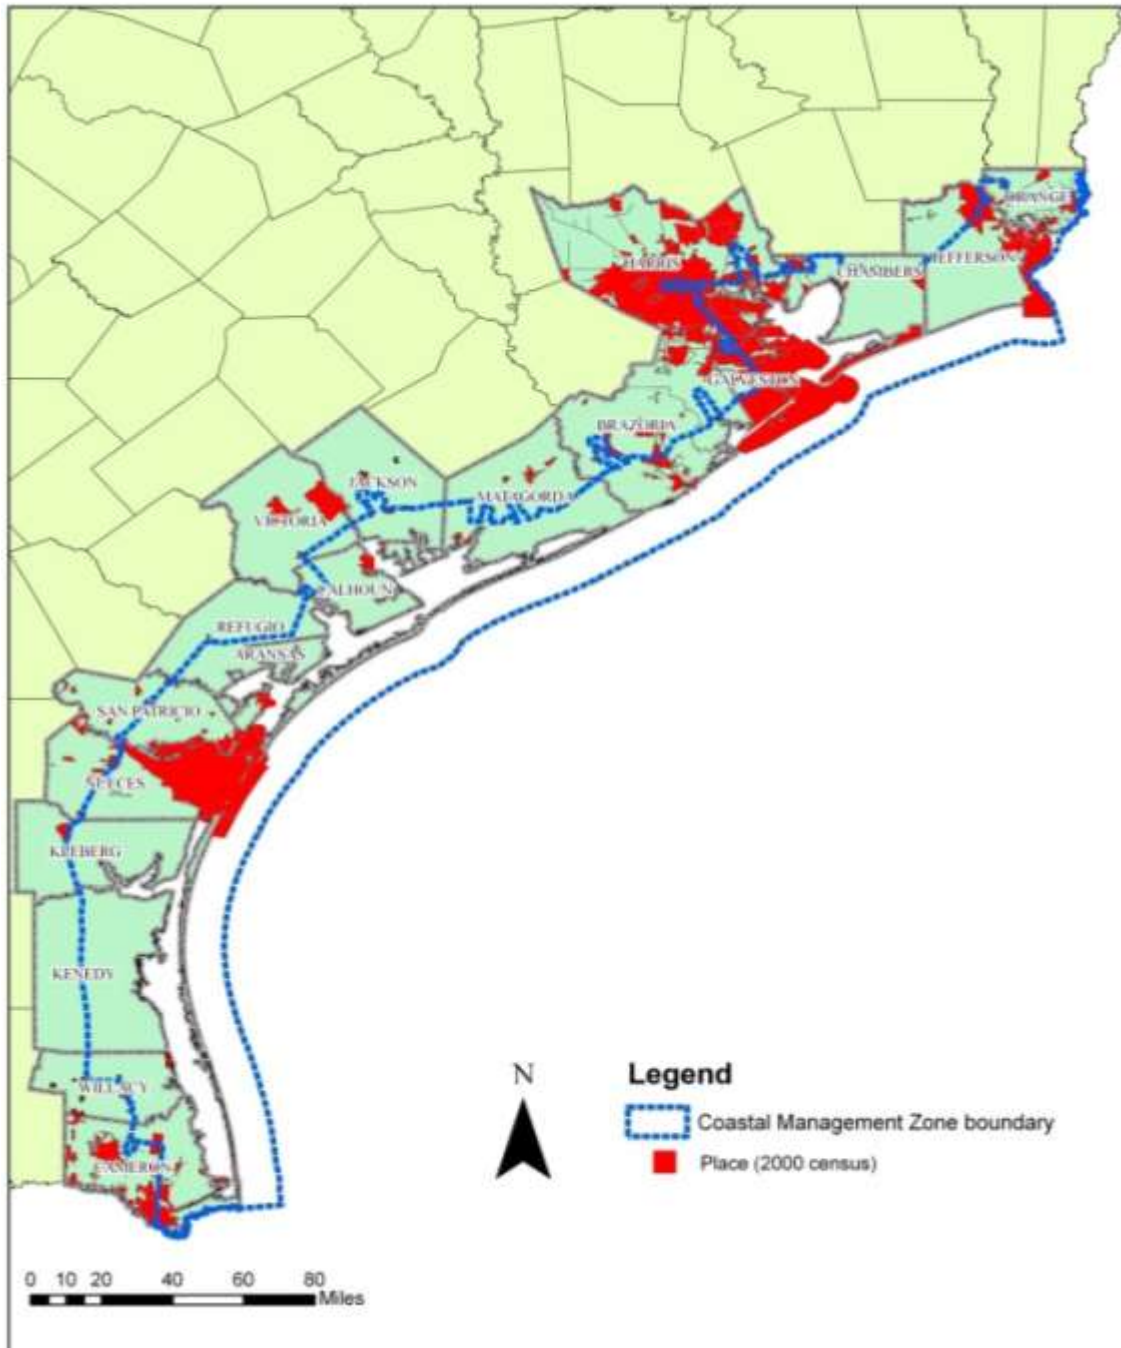 ORANGE
HARRIS
CHAMBERS
JEFFERSON
GALVESTON
BRAZORIA
JACKSON
MATAGORDA
VICTORIA
CALHOUN
REFUGIO
ARANSAS
SAN PATRICIO
NUECES
KLEBERG
KENEDY
WILLACY
CAMERON
N
Legend
Coastal Management Zone boundary
Place (2000 census)
0 10 20 40 60 80
Miles